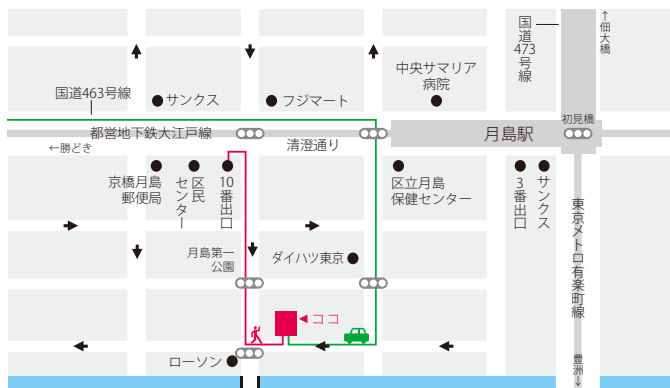 国道
473
号線
↑佃大橋
中央サマリア
病院
国道463号線
サンクス
フジマート
初見橋
都営地下鉄大江戸線
月島駅
←勝どき
清澄通り
京橋月島
郵便局
区民
センター
10番出口
区立月島
保健センター
3番出口
サンクス
東京メトロ有楽町線
月島第一
公園
ダイハツ東京
ココ
ローソン
豊洲→